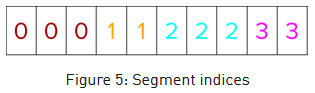 0 0 0 1 1 2 2 2 3 3
Figure 5: Segment indices